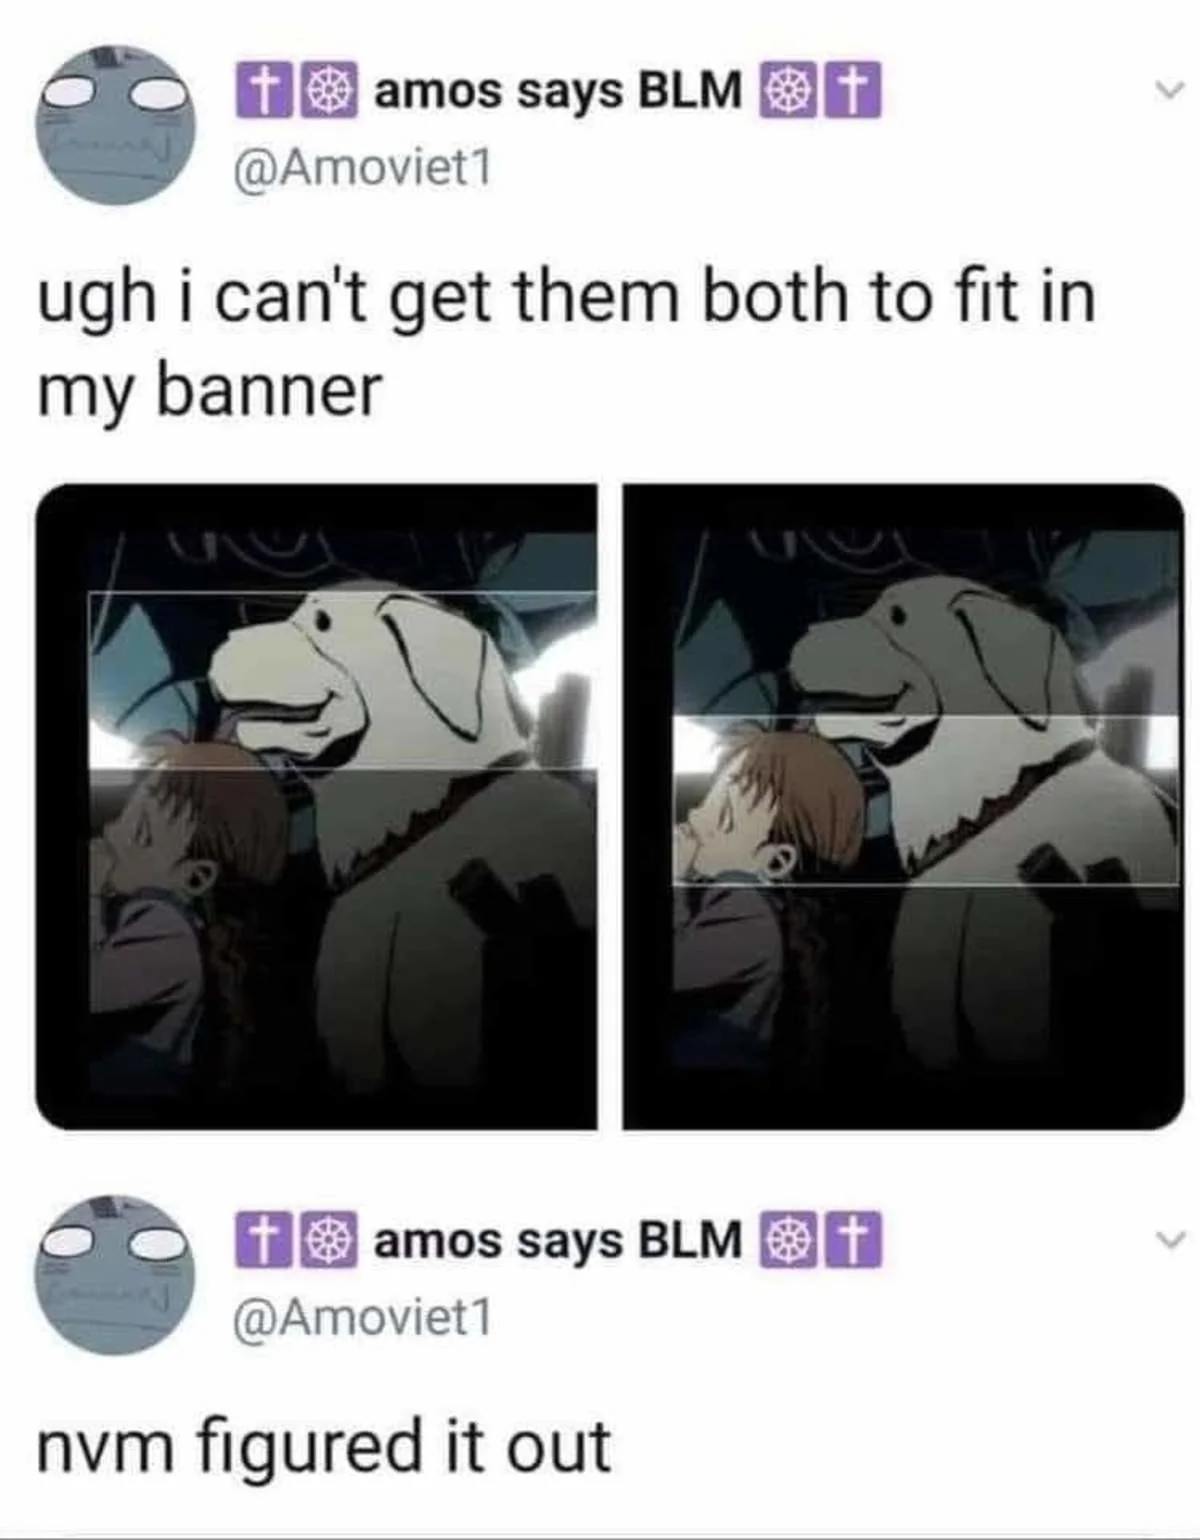 ✝️☸️ amos says BLM ☸️✝️
@Amoviet1
ugh i can't get them both to fit in
my banner
✝️☸️ amos says BLM ☸️✝️
@Amoviet1
nvm figured it out